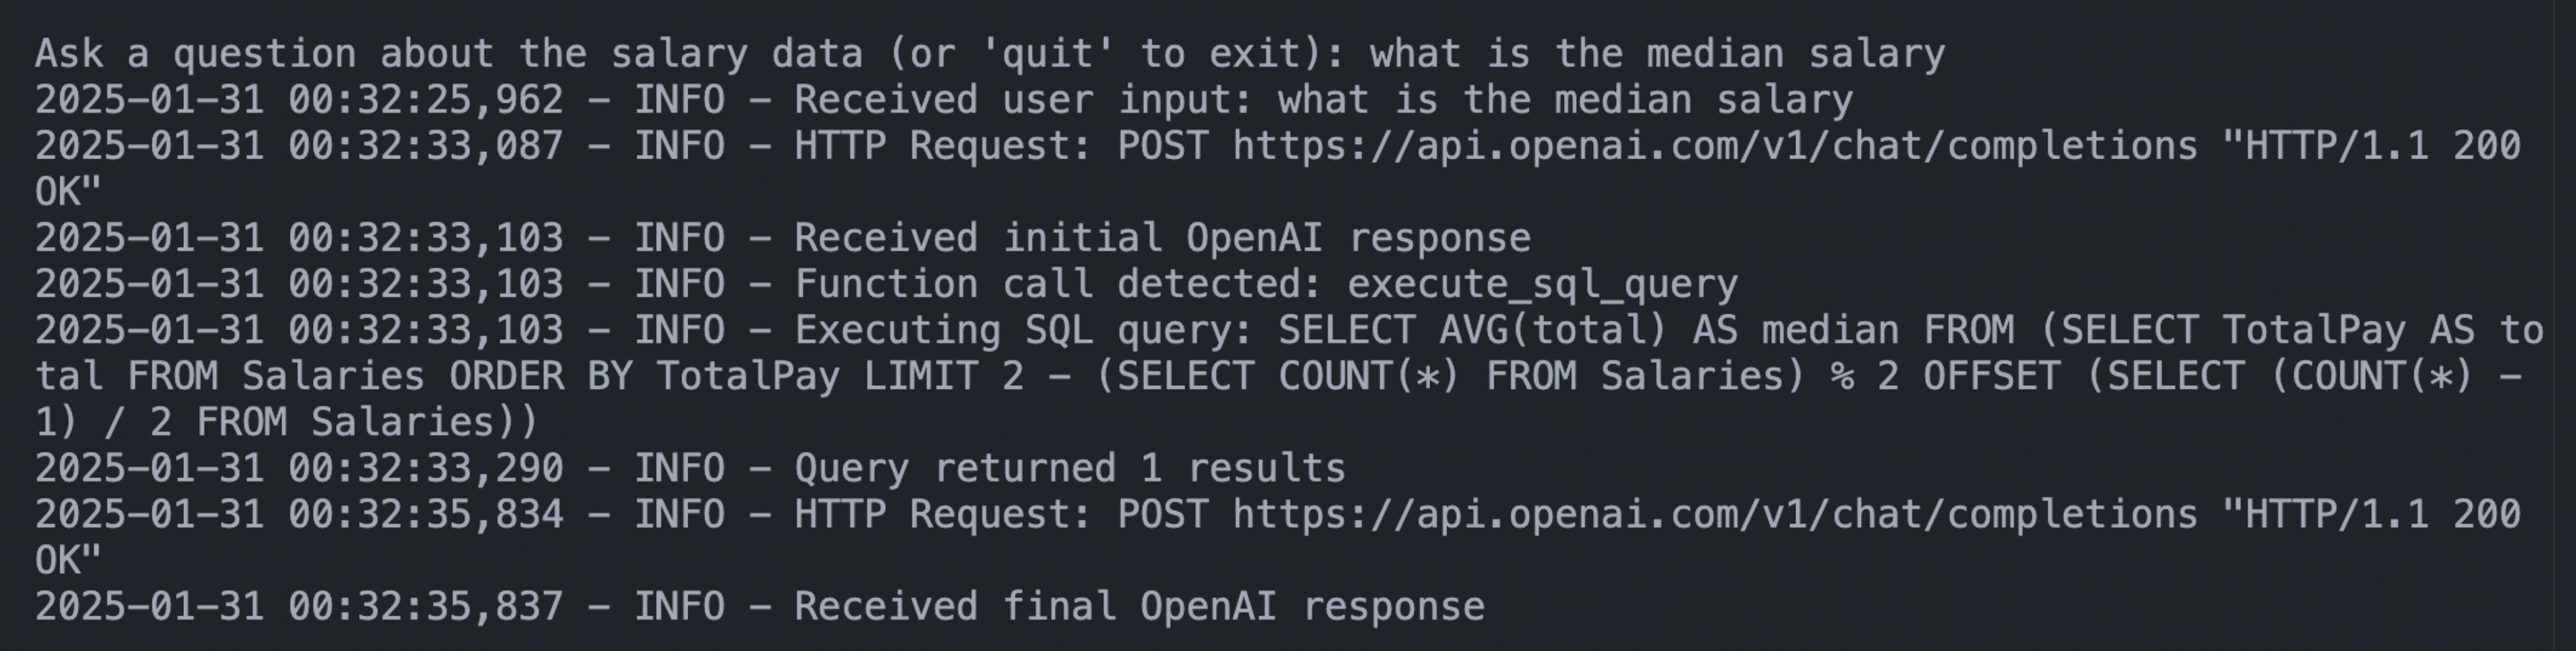 Ask a question about the salary data (or 'quit' to exit): what is the median salary
2025-01-31 00:32:25,962 - INFO - Received user input: what is the median salary
2025-01-31 00:32:33,087 - INFO - HTTP Request: POST https://api.openai.com/v1/chat/completions "HTTP/1.1 200
OK"
2025-01-31 00:32:33,103 - INFO - Received initial OpenAI response
2025-01-31 00:32:33,103 - INFO - Function call detected: execute_sql_query
2025-01-31 00:32:33,103 - INFO - Executing SQL query: SELECT AVG(total) AS median FROM (SELECT TotalPay AS to
tal FROM Salaries ORDER BY TotalPay LIMIT 2 - (SELECT COUNT(*) FROM Salaries) % 2 OFFSET (SELECT (COUNT(*) -
1) / 2 FROM Salaries))
2025-01-31 00:32:33,290 - INFO - Query returned 1 results
2025-01-31 00:32:35,834 - INFO - HTTP Request: POST https://api.openai.com/v1/chat/completions "HTTP/1.1 200
OK"
2025-01-31 00:32:35,837 - INFO - Received final OpenAI response